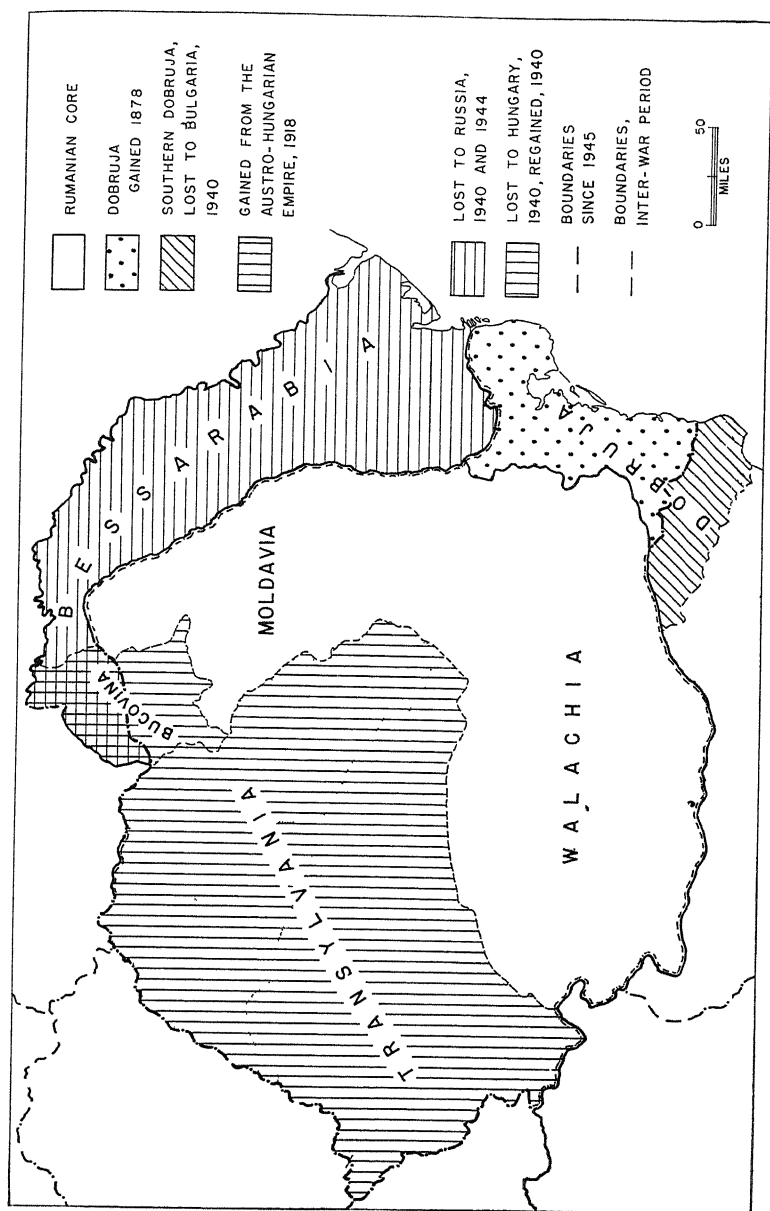 RUMANIAN CORE
DOBRUJA
GAINED 1878
SOUTHERN DOBRUJA,
LOST TO BULGARIA,
1940
GAINED FROM THE
AUSTRO-HUNGARIAN
EMPIRE, 1918
LOST TO RUSSIA,
1940 AND 1944
LOST TO HUNGARY,
1940, REGAINED, 1940
BOUNDARIES
SINCE 1945
BOUNDARIES,
INTER-WAR PERIOD
0 50
MILES
BESSARABIA
BUCOVINA
MOLDAVIA
TRANSYLVANIA
WALACHIA
DOBRUJA